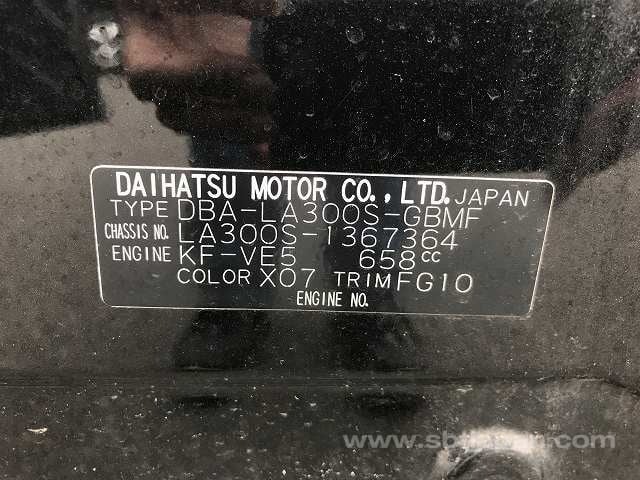 DAIHATSU MOTOR CO., LTD. JAPAN
TYPE DBA-LA300S-GBMF
CHASSIS NO. LA300S-1367364
ENGINE KF-VE5 658cc
COLOR X07 TRIM FG10
ENGINE NO.